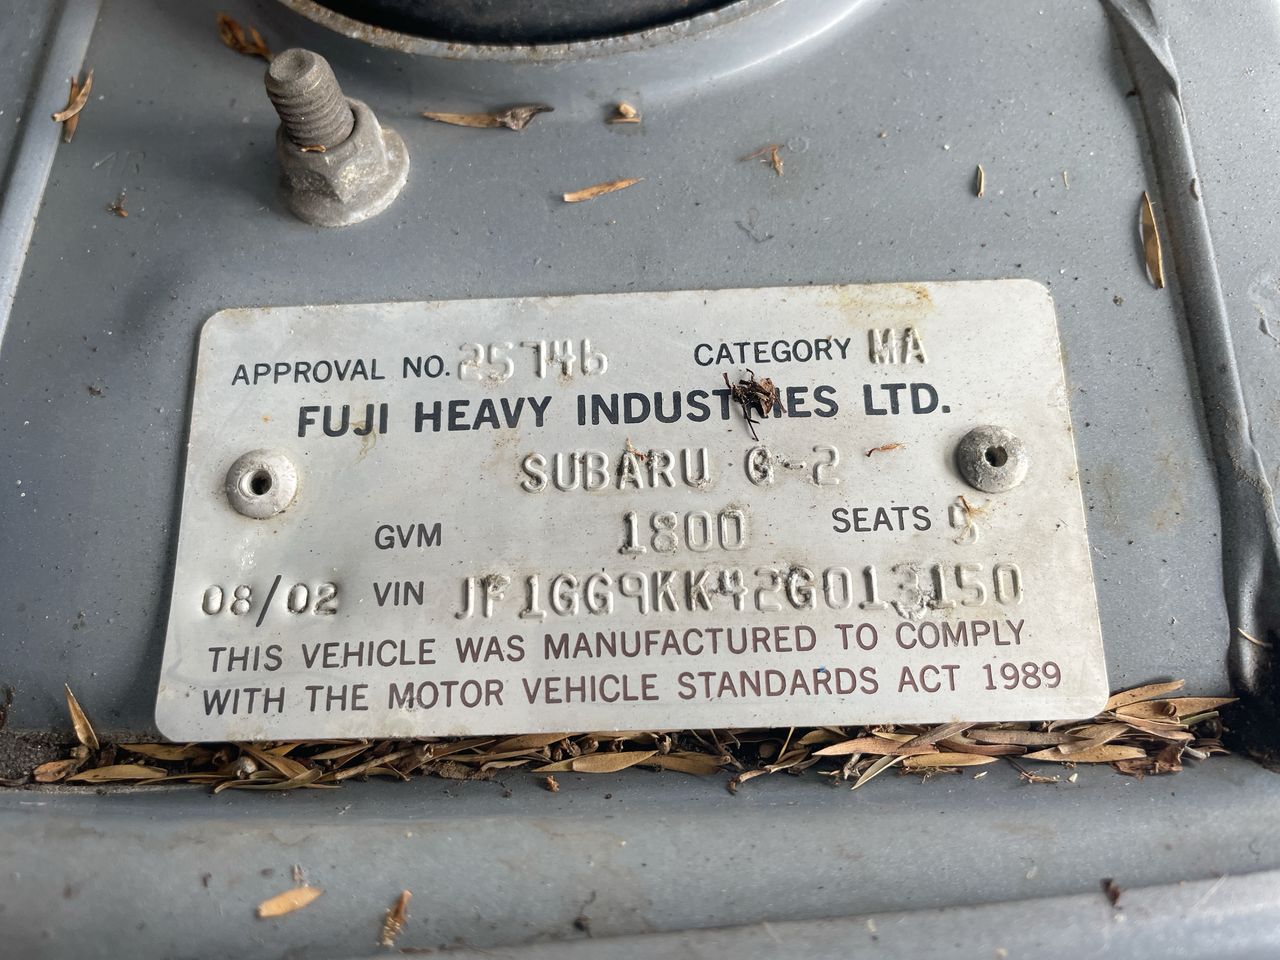 APPROVAL NO. 25746 CATEGORY MA
FUJI HEAVY INDUSTRIES LTD.
SUBARU G-2
GVM 1800 SEATS 5
08/02 VIN JF1GG9KK42G013150
THIS VEHICLE WAS MANUFACTURED TO COMPLY
WITH THE MOTOR VEHICLE STANDARDS ACT 1989